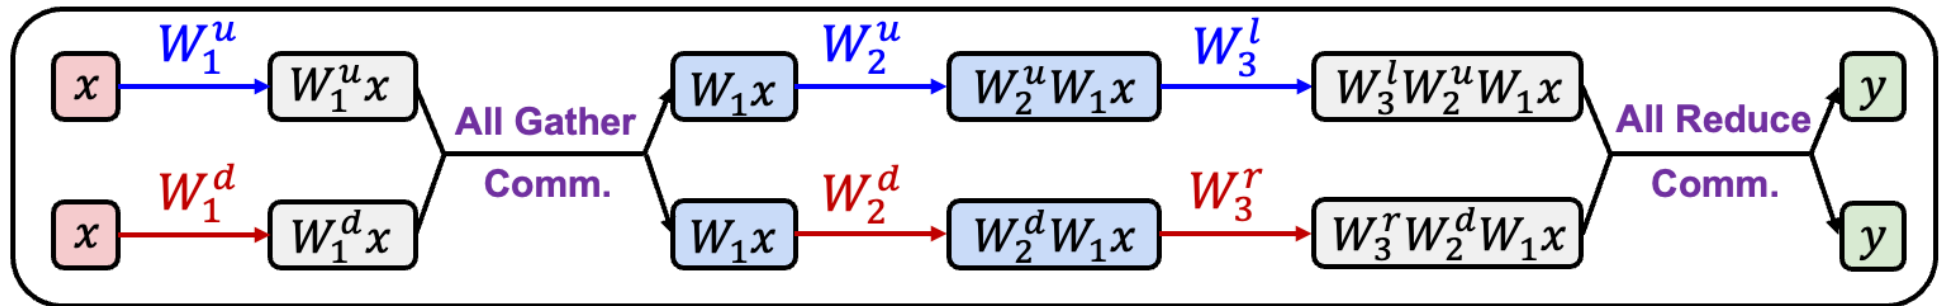 x W₁ᵘ W₁ᵘx All Gather Comm. W₁x W₂ᵘ W₂ᵘW₁x W₃ˡ W₃ˡW₂ᵘW₁x All Reduce Comm. y
x W₁ᵈ W₁ᵈx W₁x W₂ᵈ W₂ᵈW₁x W₃ʳ W₃ʳW₂ᵈW₁x y